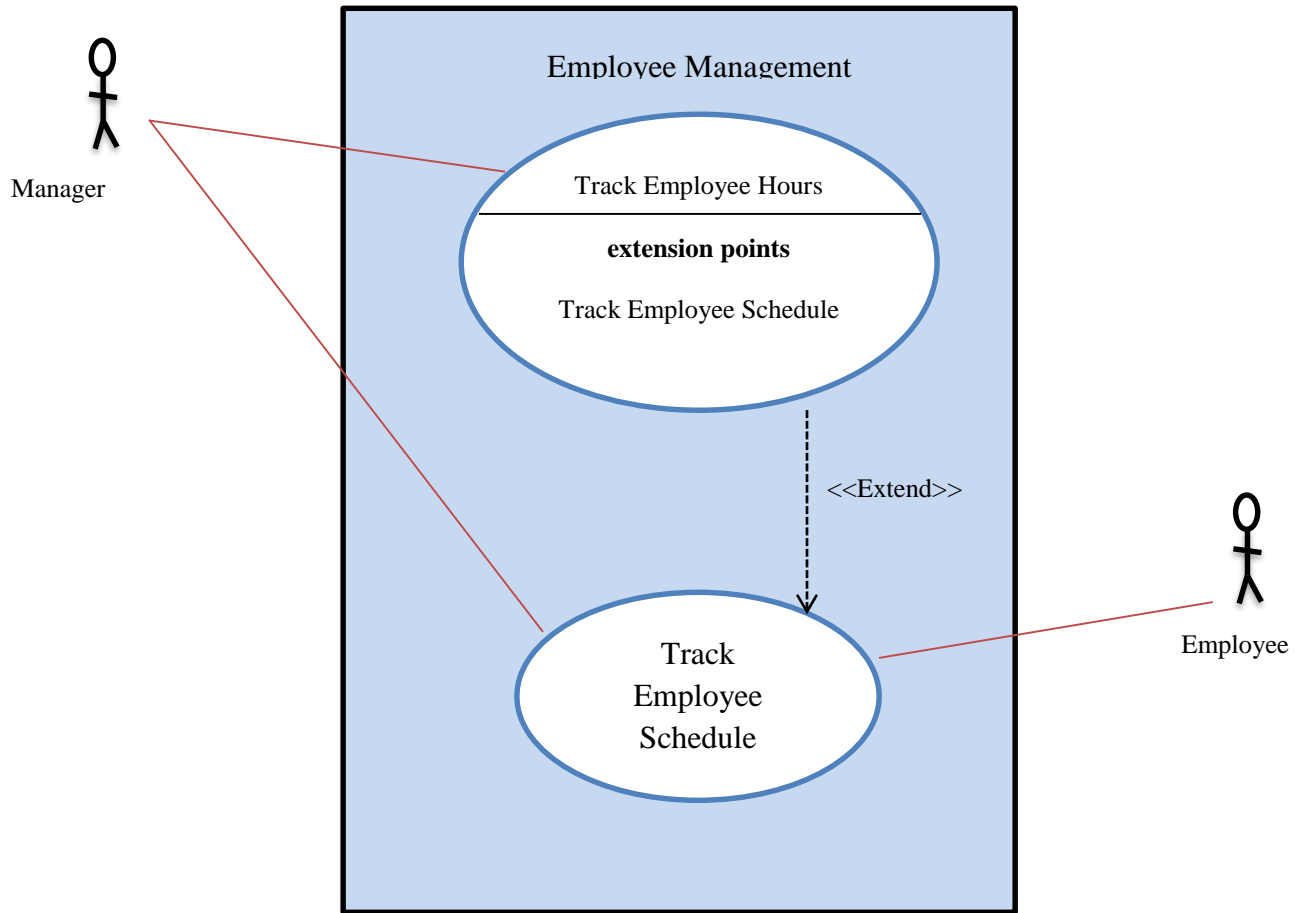 Employee Management
Manager
Track Employee Hours
extension points
Track Employee Schedule
<<Extend>>
Employee
Track
Employee
Schedule